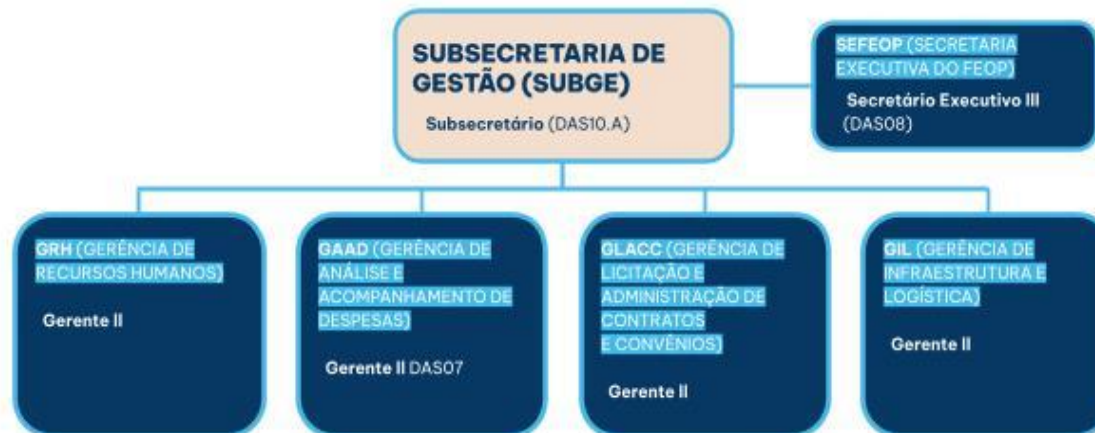 SUBSECRETARIA DE
GESTÃO (SUBGE)
Subsecretário (DAS10.A)
SEFEOP (SECRETARIA
EXECUTIVA DO FEOP)
Secretário Executivo III
(DAS08)
GRH (GERÊNCIA DE
RECURSOS HUMANOS)
Gerente II
GAAD (GERÊNCIA DE
ANÁLISE E
ACOMPANHAMENTO DE
DESPESAS)
Gerente II DAS07
GLACC (GERÊNCIA DE
LICITAÇÃO E
ADMINISTRAÇÃO DE
CONTRATOS
E CONVÊNIOS)
Gerente II
GIL (GERÊNCIA DE
INFRAESTRUTURA E
LOGÍSTICA)
Gerente II